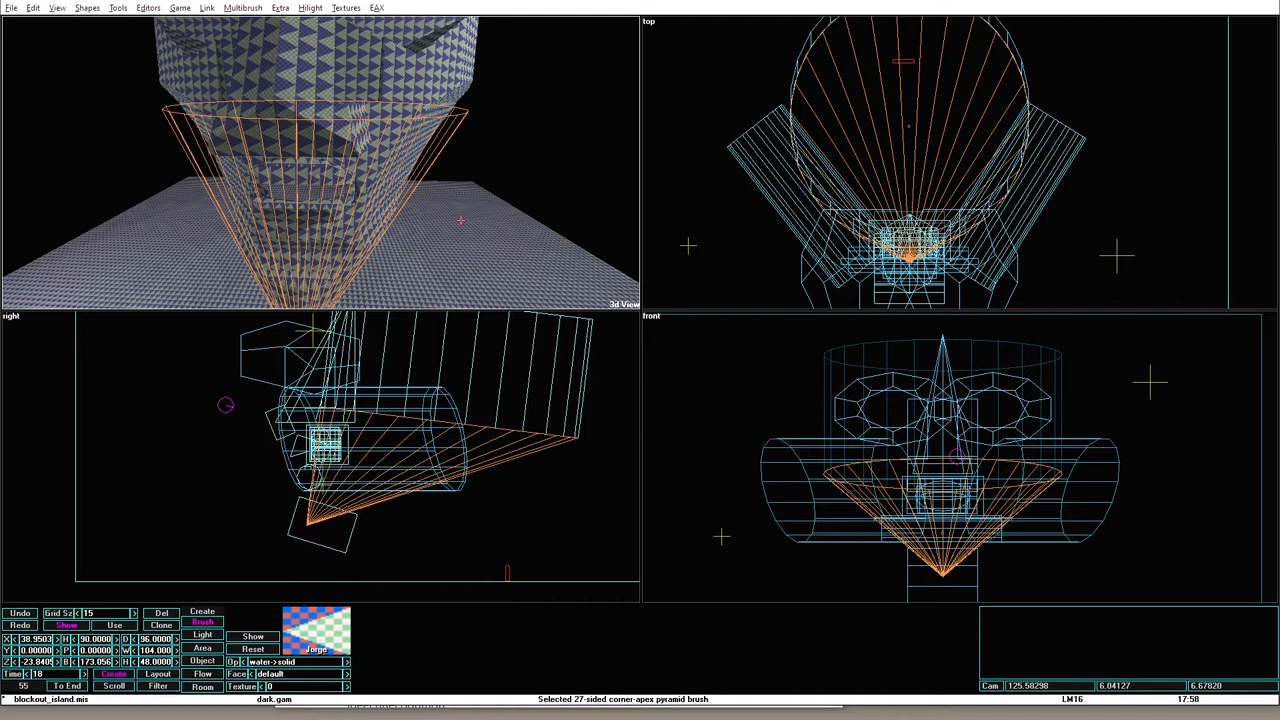 File Edit View Shapes Tools Editors Game Link Multibrush Extra Hilight Textures EAX
3d View
top
right
front
Undo Grid Sz < 15 > Del Create
Redo Show Use Clone Brush
X < 38.9503 H < 90.0000 D < 96.0000 > Light Show
Y < 0.00000 P < 0.00000 W < 104.000 > Area Reset
Z < -23.8405 B < 173.056 H < 48.0000 > Object Op < water->solid >
Jorge
Time < 18 > Create Layout Flow Face < default >
55 To End Scroll Filter Room Texture < 0 >
Cam 125.58298 6.04127 6.67820
* blockout_island.mis dark.gam Selected 27-sided corner-apex pyramid brush LM16 17:58